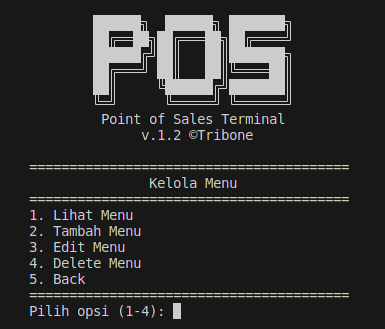 POS
Point of Sales Terminal
v.1.2 ©Tribone
========================================
Kelola Menu
========================================
1. Lihat Menu
2. Tambah Menu
3. Edit Menu
4. Delete Menu
5. Back
========================================
Pilih opsi (1-4):